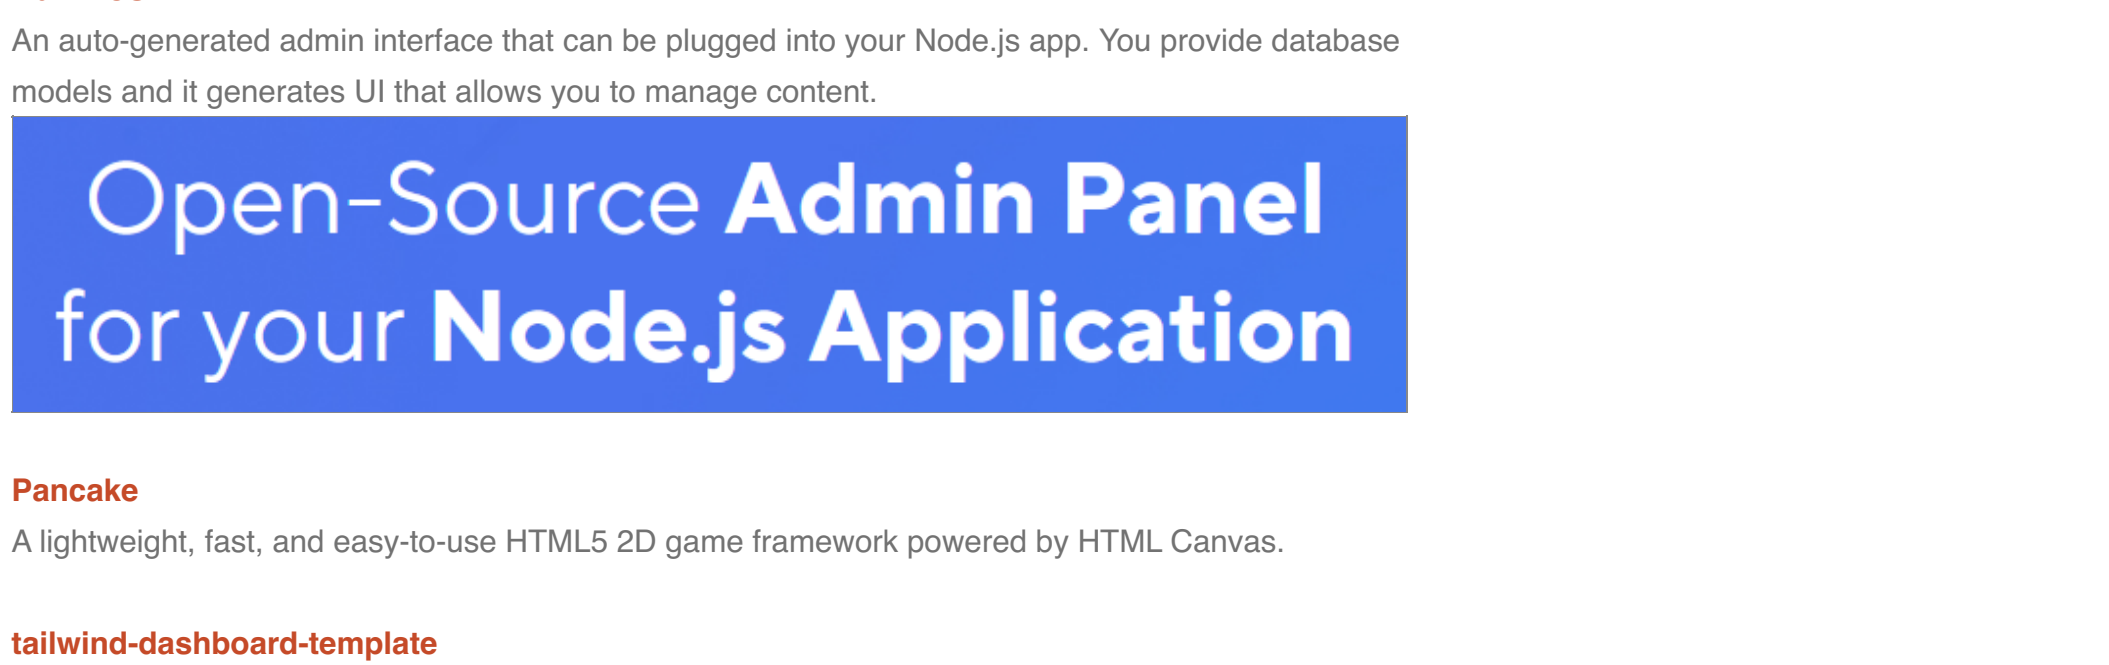 An auto-generated admin interface that can be plugged into your Node.js app. You provide database
models and it generates UI that allows you to manage content.
Open-Source Admin Panel
for your Node.js Application
Pancake
A lightweight, fast, and easy-to-use HTML5 2D game framework powered by HTML Canvas.
tailwind-dashboard-template